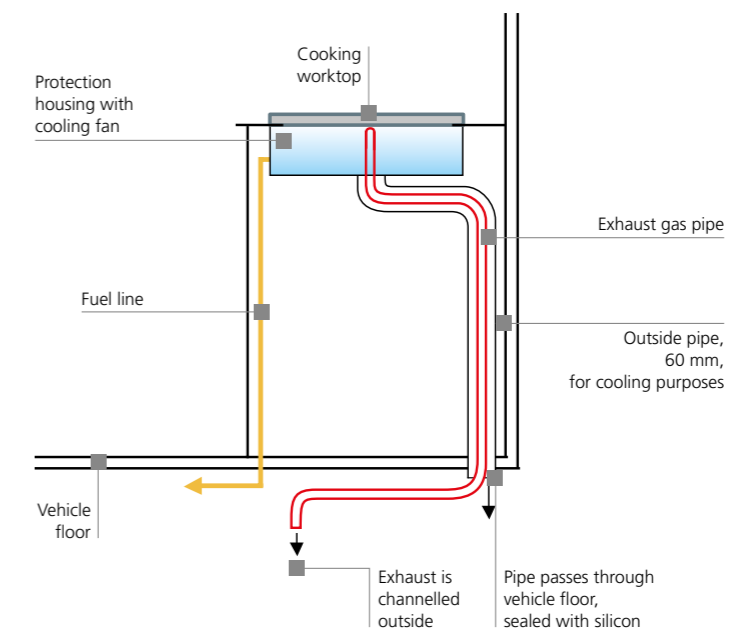 Cooking
worktop
Protection
housing with
cooling fan
Exhaust gas pipe
Fuel line
Outside pipe,
60 mm,
for cooling purposes
Vehicle
floor
Exhaust is
channelled
outside
Pipe passes through
vehicle floor,
sealed with silicon